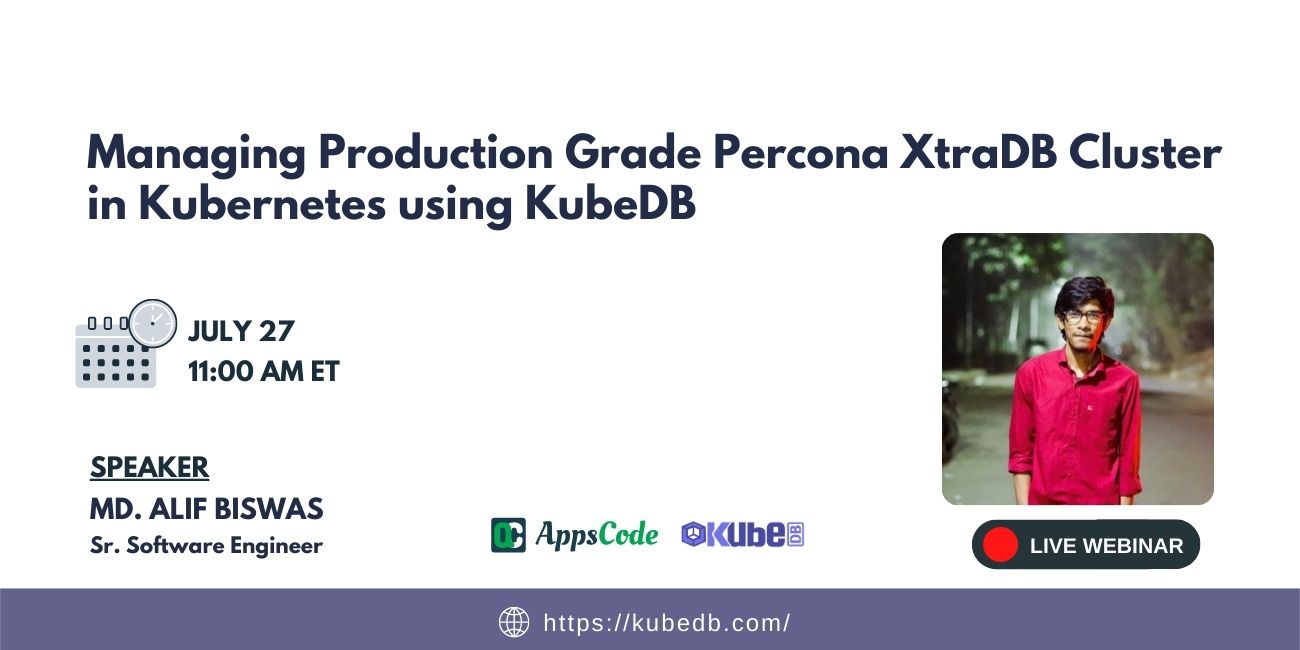 Managing Production Grade Percona XtraDB Cluster
in Kubernetes using KubeDB
JULY 27
11:00 AM ET
SPEAKER
MD. ALIF BISWAS
Sr. Software Engineer
AppsCode
KubeDB
LIVE WEBINAR
https://kubedb.com/